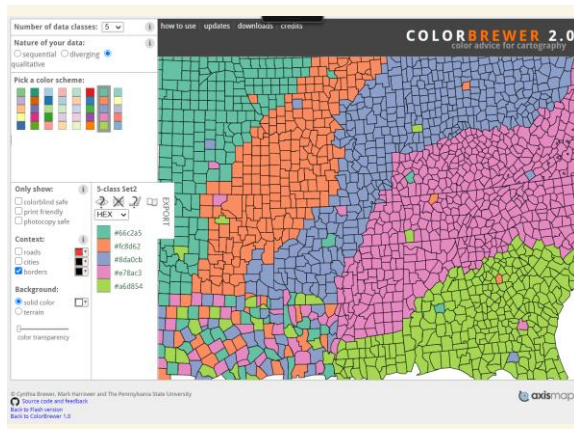 Number of data classes: 5
how to use | updates | downloads | credits
COLORBREWER 2.0
color advice for cartography
Nature of your data:
sequential diverging
qualitative
Pick a color scheme:
Only show:
colorblind safe
print friendly
photocopy safe
Context:
roads
cities
borders
Background:
solid color
terrain
color transparency
5-class Set2
HEX
EXPORT
#66c2a5
#fc8d62
#8da0cb
#e78ac3
#a6d854
© Cynthia Brewer, Mark Harrower and The Pennsylvania State University
Source code and feedback
Back to Flash version
Back to ColorBrewer 1.0
axismap